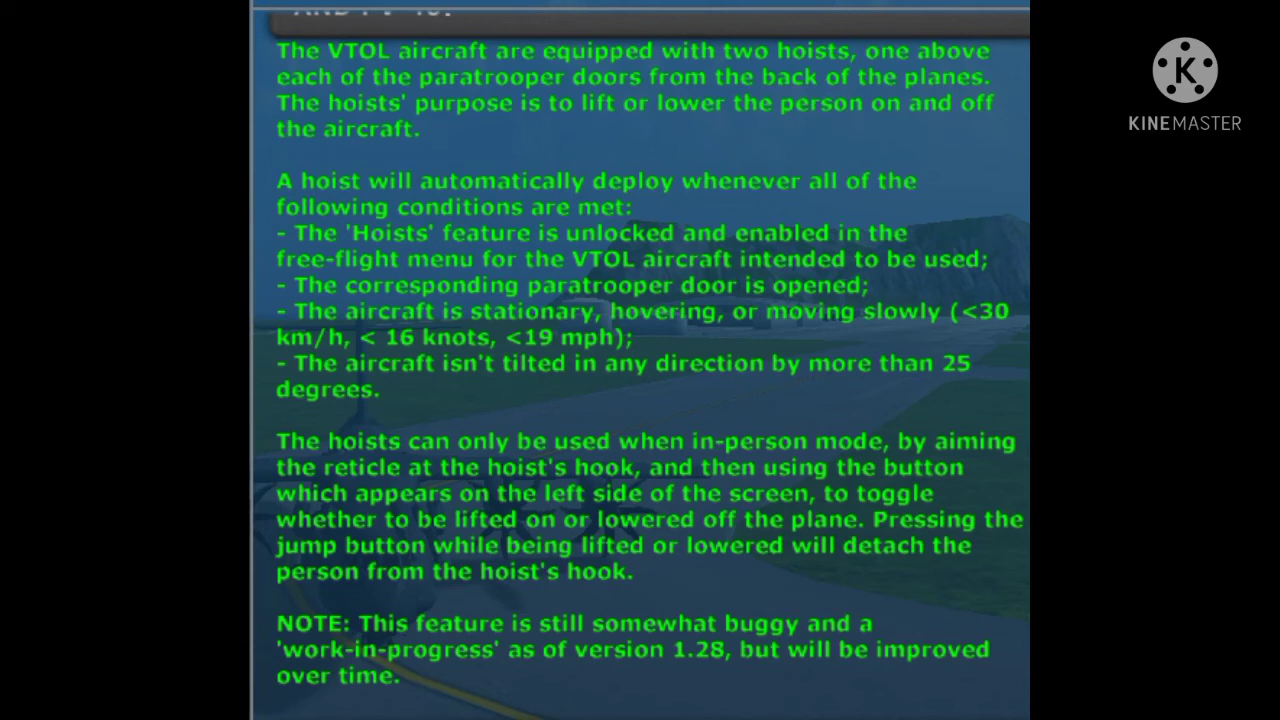 The VTOL aircraft are equipped with two hoists, one above
each of the paratrooper doors from the back of the planes.
The hoists' purpose is to lift or lower the person on and off
the aircraft.
A hoist will automatically deploy whenever all of the
following conditions are met:
- The 'Hoists' feature is unlocked and enabled in the
free-flight menu for the VTOL aircraft intended to be used;
- The corresponding paratrooper door is opened;
- The aircraft is stationary, hovering, or moving slowly (<30
km/h, < 16 knots, <19 mph);
- The aircraft isn't tilted in any direction by more than 25
degrees.
The hoists can only be used when in-person mode, by aiming
the reticle at the hoist's hook, and then using the button
which appears on the left side of the screen, to toggle
whether to be lifted on or lowered off the plane. Pressing the
jump button while being lifted or lowered will detach the
person from the hoist's hook.
NOTE: This feature is still somewhat buggy and a
'work-in-progress' as of version 1.28, but will be improved
over time.
K
KINEMASTER